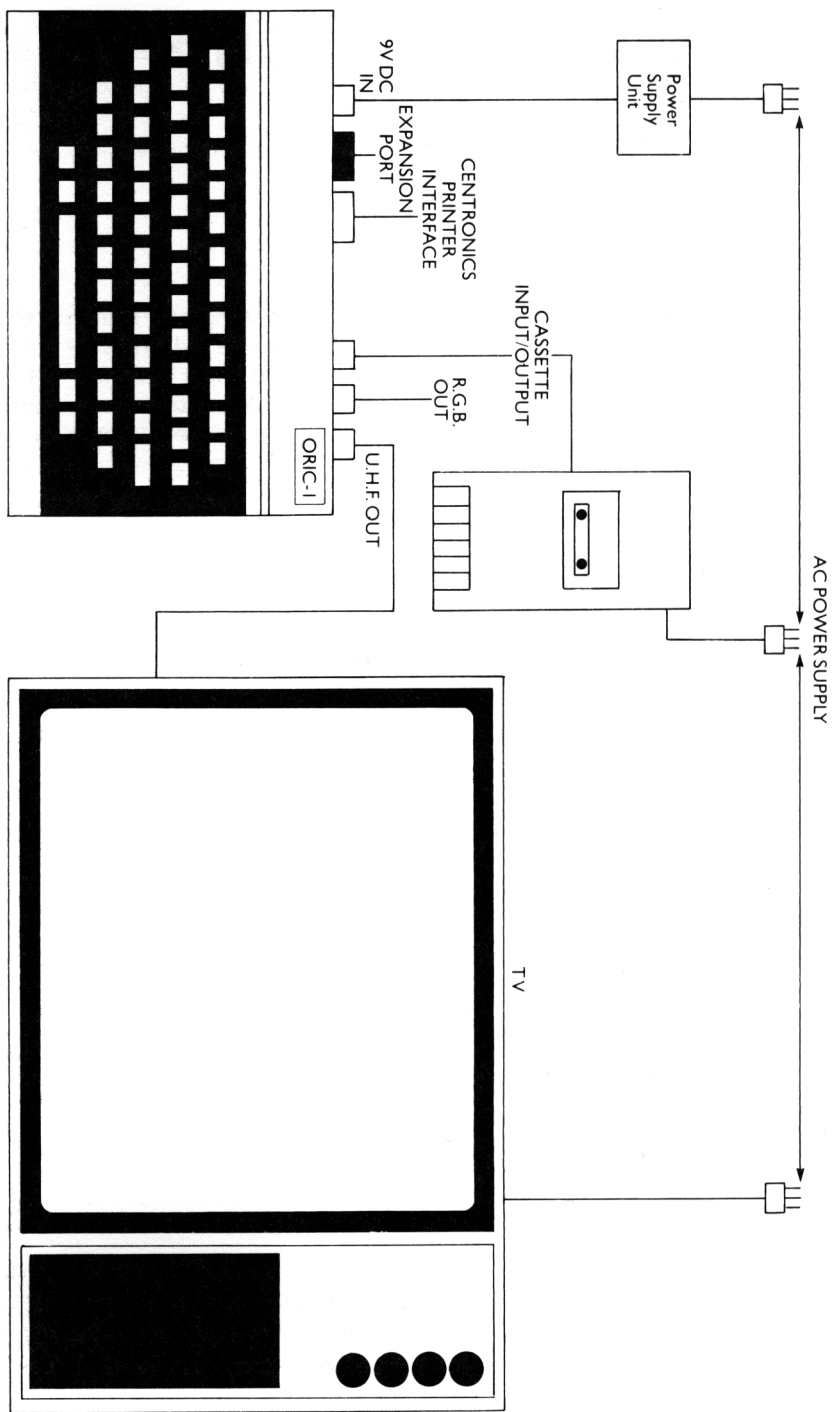 AC POWER SUPPLY
Power
Supply
Unit
9V DC
IN
EXPANSION
PORT
CENTRONICS
PRINTER
INTERFACE
CASSETTE
INPUT/OUTPUT
R.G.B.
OUT
U.H.F. OUT
ORIC-1
TV